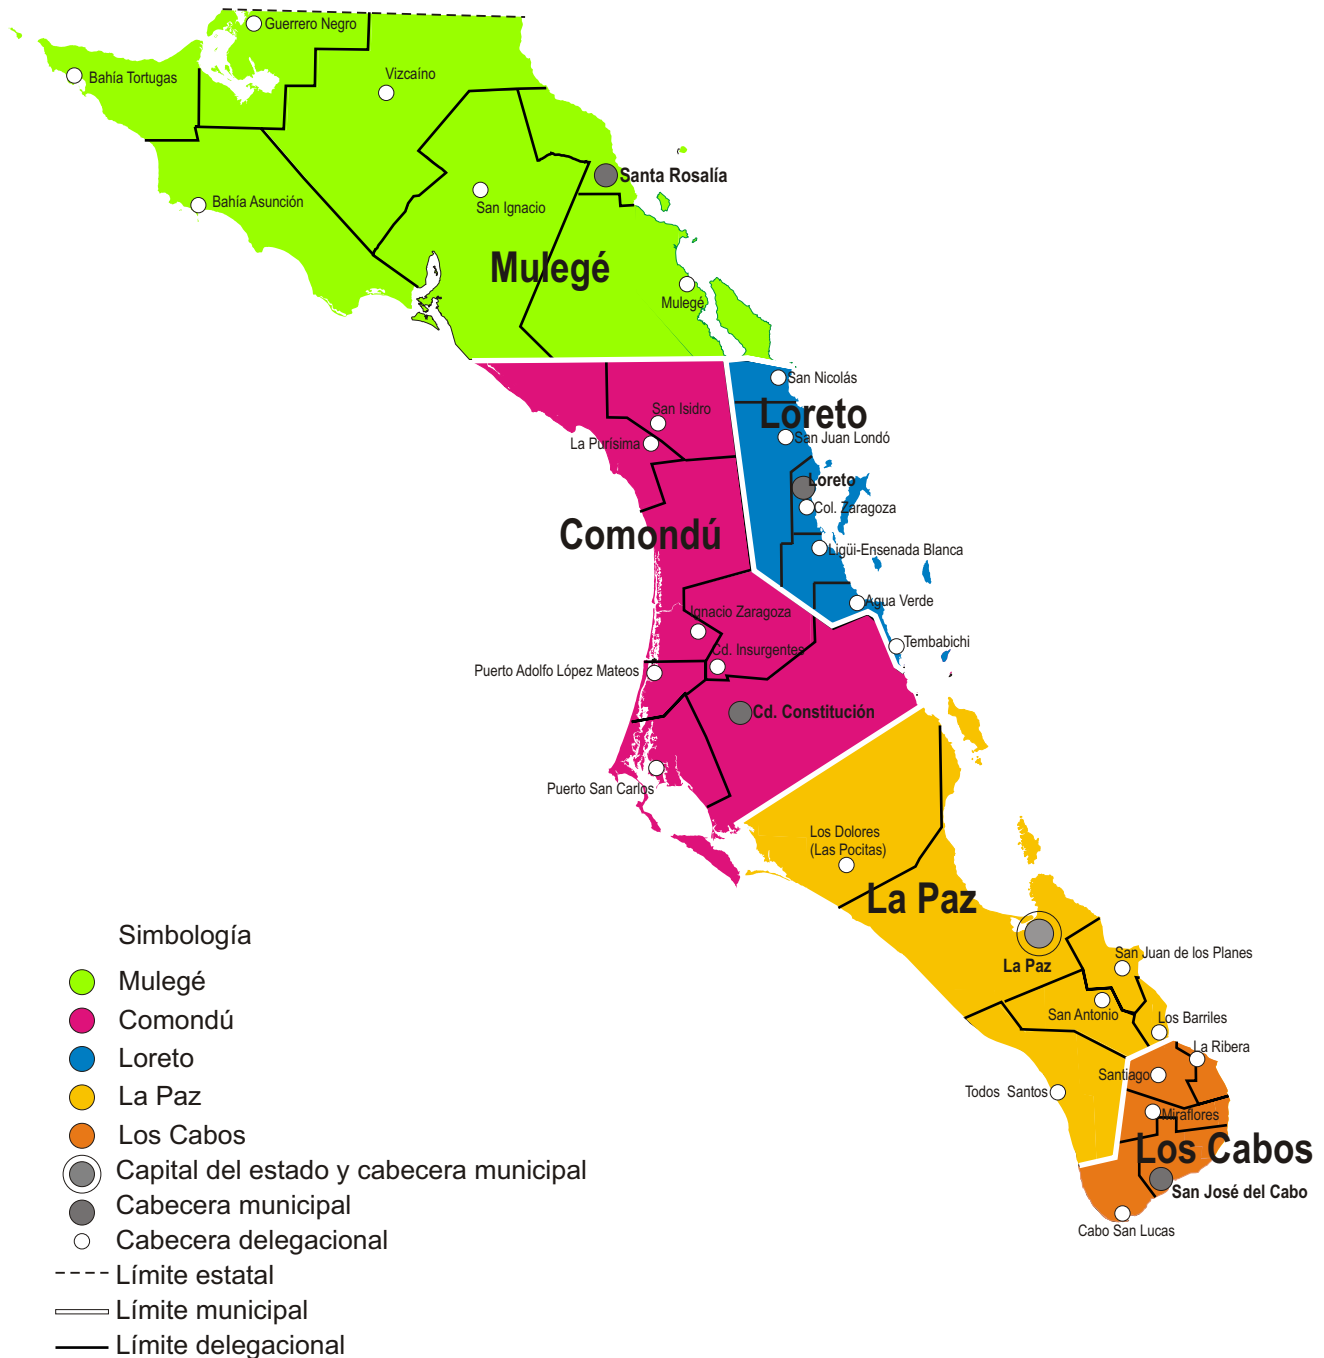 Guerrero Negro
Bahía Tortugas
Vizcaíno
Santa Rosalía
Bahía Asunción
San Ignacio
Mulegé
Mulegé
San Nicolás
Loreto
San Isidro
San Juan Londó
La Purísima
Loreto
Col. Zaragoza
Comondú
Ligüi-Ensenada Blanca
Agua Verde
Ignacio Zaragoza
Tembabichi
Cd. Insurgentes
Puerto Adolfo López Mateos
Cd. Constitución
Puerto San Carlos
Los Dolores
(Las Pocitas)
La Paz
La Paz
San Juan de los Planes
San Antonio
Los Barriles
La Ribera
Santiago
Todos Santos
Miraflores
Los Cabos
San José del Cabo
Cabo San Lucas
Simbología
Mulegé
Comondú
Loreto
La Paz
Los Cabos
Capital del estado y cabecera municipal
Cabecera municipal
Cabecera delegacional
Límite estatal
Límite municipal
Límite delegacional